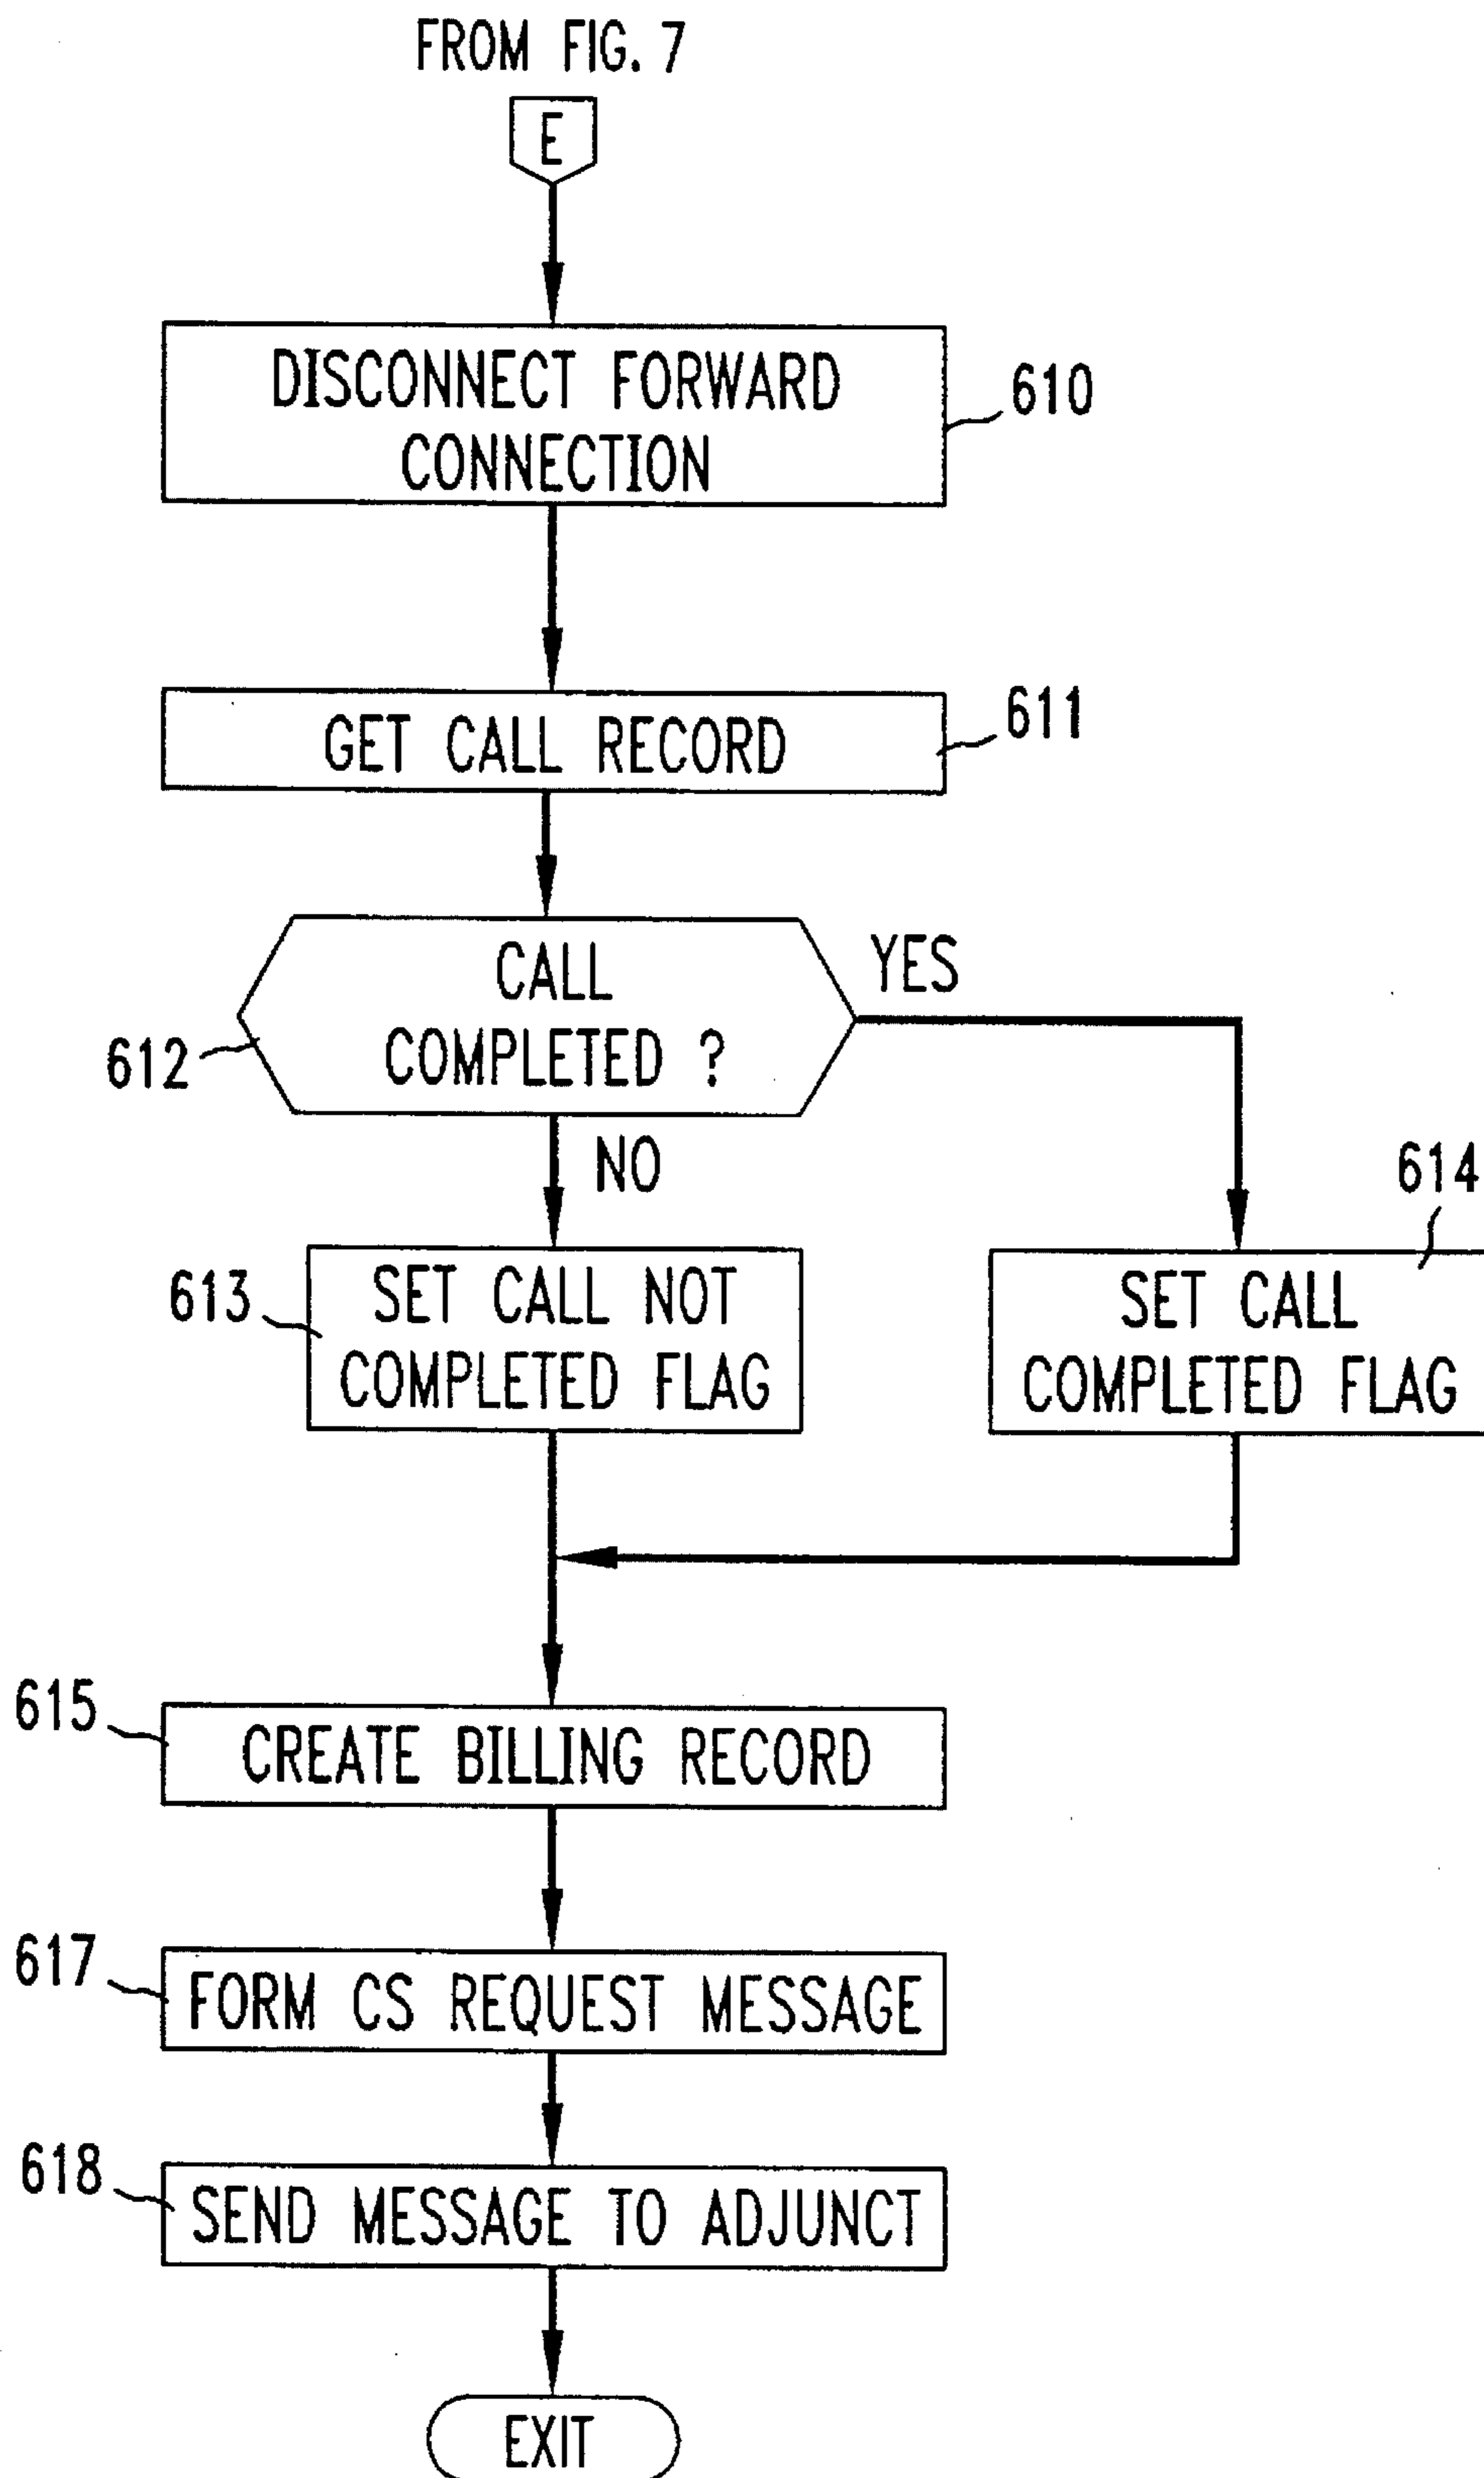 FROM FIG. 7
E
DISCONNECT FORWARD
CONNECTION
610
GET CALL RECORD
611
CALL
COMPLETED ?
612
YES
NO
SET CALL NOT
COMPLETED FLAG
613
SET CALL
COMPLETED FLAG
614
CREATE BILLING RECORD
615
FORM CS REQUEST MESSAGE
617
SEND MESSAGE TO ADJUNCT
618
EXIT